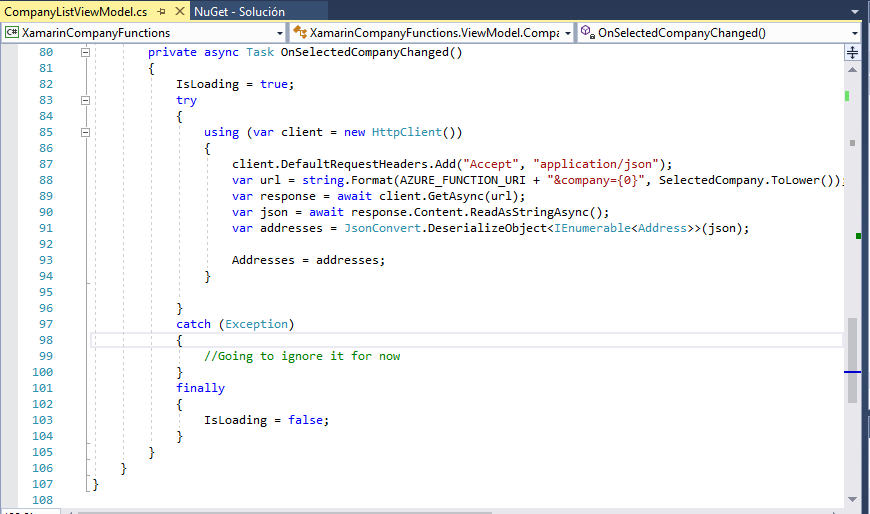 CompanyListViewModel.cs NuGet - Solución
C# XamarinCompanyFunctions XamarinCompanyFunctions.ViewModel.Compa OnSelectedCompanyChanged()
80 private async Task OnSelectedCompanyChanged()
81 {
82 IsLoading = true;
83 try
84 {
85 using (var client = new HttpClient())
86 {
87 client.DefaultRequestHeaders.Add("Accept", "application/json");
88 var url = string.Format(AZURE_FUNCTION_URI + "&company={0}", SelectedCompany.ToLower());
89 var response = await client.GetAsync(url);
90 var json = await response.Content.ReadAsStringAsync();
91 var addresses = JsonConvert.DeserializeObject<IEnumerable<Address>>(json);
92
93 Addresses = addresses;
94 }
95
96 }
97 catch (Exception)
98 {
99 //Going to ignore it for now
100 }
101 finally
102 {
103 IsLoading = false;
104 }
105 }
106 }
107 }
108